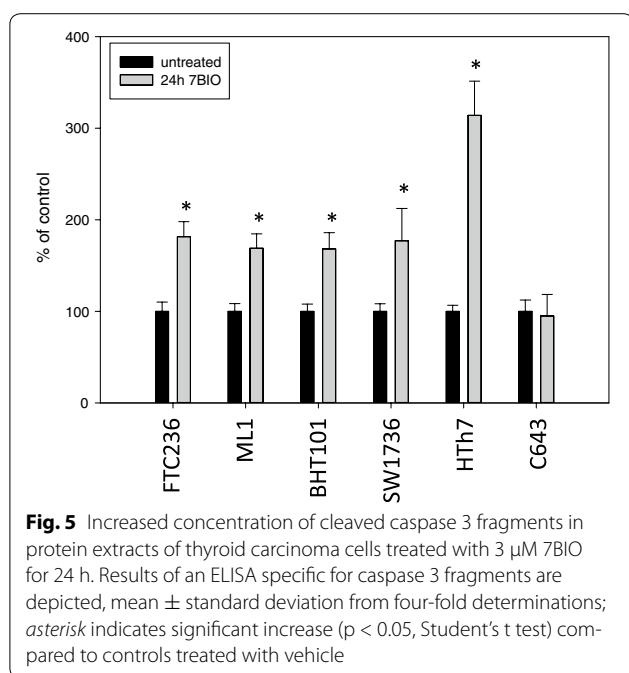 400
300
200
100
0
% of control
untreated
24h 7BIO
*
*
*
*
*
FTC236
ML1
BHT101
SW1736
HTh7
C643
Fig. 5 Increased concentration of cleaved caspase 3 fragments in
protein extracts of thyroid carcinoma cells treated with 3 μM 7BIO
for 24 h. Results of an ELISA specific for caspase 3 fragments are
depicted, mean ± standard deviation from four-fold determinations;
asterisk indicates significant increase (p < 0.05, Student's t test) com-
pared to controls treated with vehicle